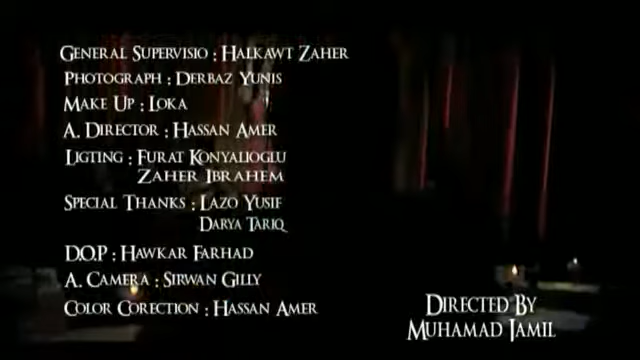 General Supervisio : Halkawt Zaher
Photograph : Derbaz Yunis
Make Up : Loka
A. Director : Hassan Amer
Ligting : Furat Konyalioglu
Zaher Ibrahem
Special Thanks : Lazo Yusif
Darya Tariq
D.O.P : Hawkar Farhad
A. Camera : Sirwan Gilly
Color Corection : Hassan Amer
Directed By
Muhamad Jamil